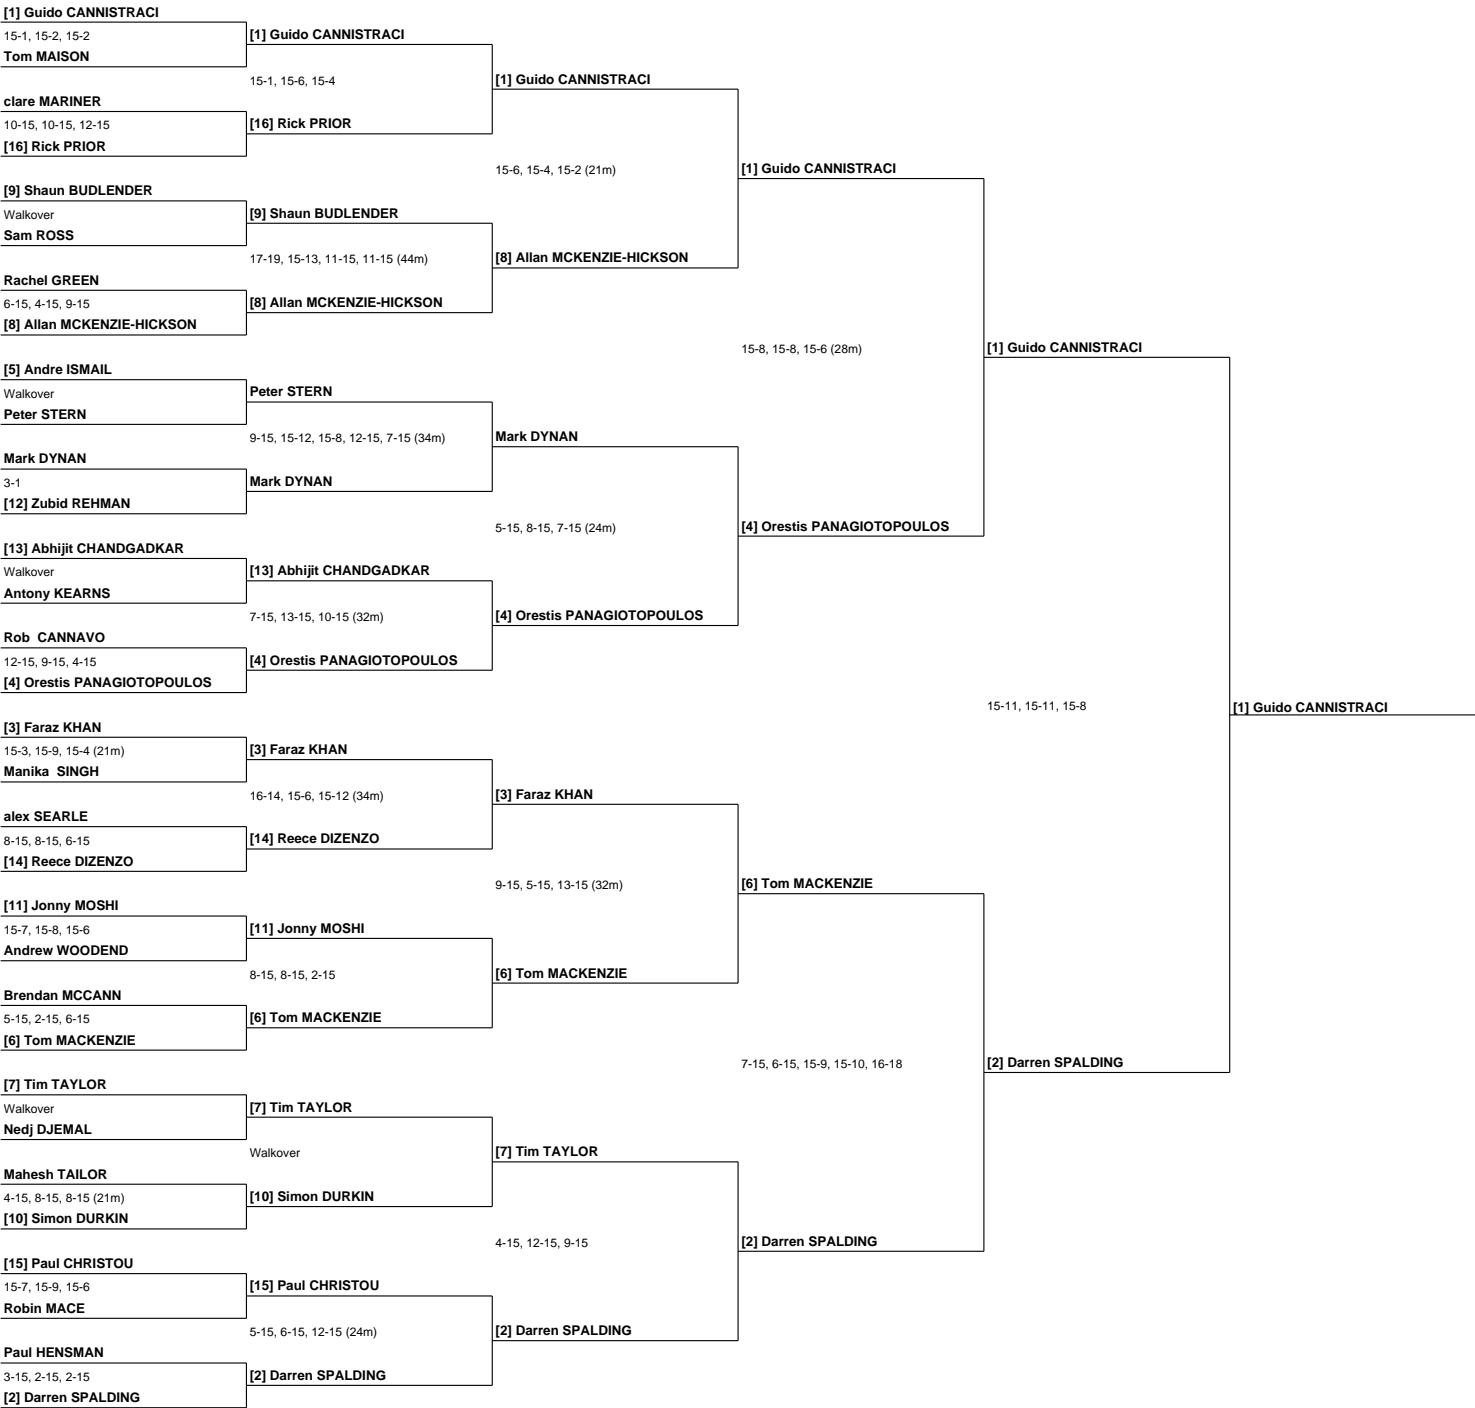 [1] Guido CANNISTRACI
15-1, 15-2, 15-2
Tom MAISON
clare MARINER
10-15, 10-15, 12-15
[16] Rick PRIOR
[9] Shaun BUDLENDER
Walkover
Sam ROSS
Rachel GREEN
6-15, 4-15, 9-15
[8] Allan MCKENZIE-HICKSON
[5] Andre ISMAIL
Walkover
Peter STERN
Mark DYNAN
3-1
[12] Zubid REHMAN
[13] Abhijit CHANDGADKAR
Walkover
Antony KEARNS
Rob  CANNAVO
12-15, 9-15, 4-15
[4] Orestis PANAGIOTOPOULOS
[3] Faraz KHAN
15-3, 15-9, 15-4 (21m)
Manika  SINGH
alex SEARLE
8-15, 8-15, 6-15
[14] Reece DIZENZO
[11] Jonny MOSHI
15-7, 15-8, 15-6
Andrew WOODEND
Brendan MCCANN
5-15, 2-15, 6-15
[6] Tom MACKENZIE
[7] Tim TAYLOR
Walkover
Nedj DJEMAL
Mahesh TAILOR
4-15, 8-15, 8-15 (21m)
[10] Simon DURKIN
[15] Paul CHRISTOU
15-7, 15-9, 15-6
Robin MACE
Paul HENSMAN
3-15, 2-15, 2-15
[2] Darren SPALDING
[1] Guido CANNISTRACI
15-1, 15-6, 15-4
[16] Rick PRIOR
[9] Shaun BUDLENDER
17-19, 15-13, 11-15, 11-15 (44m)
[8] Allan MCKENZIE-HICKSON
Peter STERN
9-15, 15-12, 15-8, 12-15, 7-15 (34m)
Mark DYNAN
[13] Abhijit CHANDGADKAR
7-15, 13-15, 10-15 (32m)
[4] Orestis PANAGIOTOPOULOS
[3] Faraz KHAN
16-14, 15-6, 15-12 (34m)
[14] Reece DIZENZO
[11] Jonny MOSHI
8-15, 8-15, 2-15
[6] Tom MACKENZIE
[7] Tim TAYLOR
Walkover
[10] Simon DURKIN
[15] Paul CHRISTOU
5-15, 6-15, 12-15 (24m)
[2] Darren SPALDING
[1] Guido CANNISTRACI
15-6, 15-4, 15-2 (21m)
[8] Allan MCKENZIE-HICKSON
Mark DYNAN
5-15, 8-15, 7-15 (24m)
[4] Orestis PANAGIOTOPOULOS
[3] Faraz KHAN
9-15, 5-15, 13-15 (32m)
[6] Tom MACKENZIE
[7] Tim TAYLOR
4-15, 12-15, 9-15
[2] Darren SPALDING
[1] Guido CANNISTRACI
15-8, 15-8, 15-6 (28m)
[4] Orestis PANAGIOTOPOULOS
[6] Tom MACKENZIE
7-15, 6-15, 15-9, 15-10, 16-18
[2] Darren SPALDING
[1] Guido CANNISTRACI
15-11, 15-11, 15-8
[2] Darren SPALDING
[1] Guido CANNISTRACI